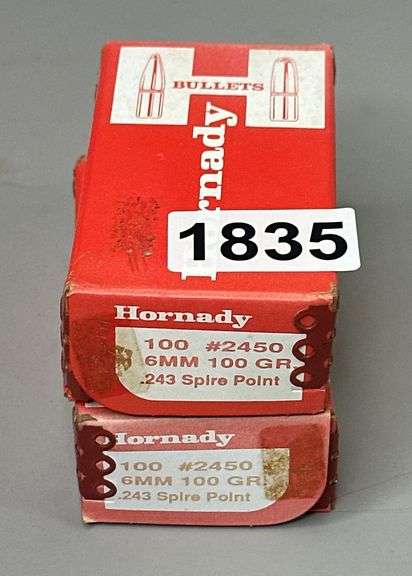 BULLETS
Hornady
1835
Hornady
100 #2450
6MM 100 GR.
.243 Spire Point
Hornady
100 #2450
6MM 100 GR.
.243 Spire Point